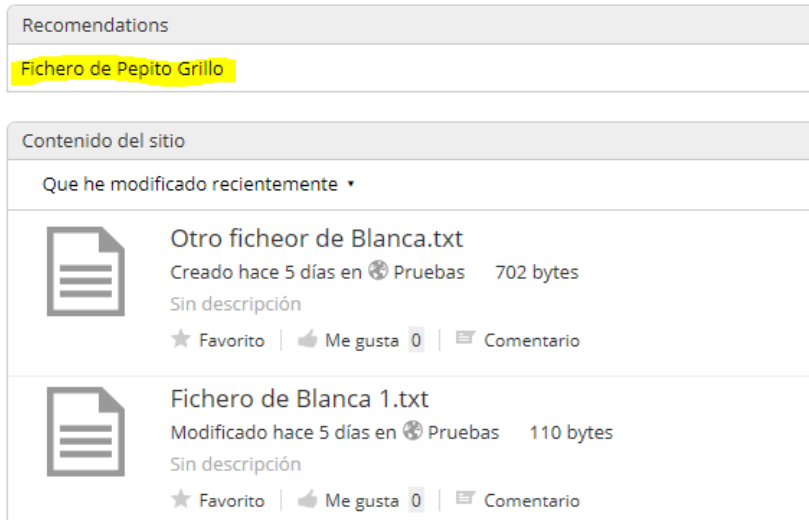 Recomendations
Fichero de Pepito Grillo
Contenido del sitio
Que he modificado recientemente
Otro ficheor de Blanca.txt
Creado hace 5 días en Pruebas 702 bytes
Sin descripción
Favorito Me gusta 0 Comentario
Fichero de Blanca 1.txt
Modificado hace 5 días en Pruebas 110 bytes
Sin descripción
Favorito Me gusta 0 Comentario